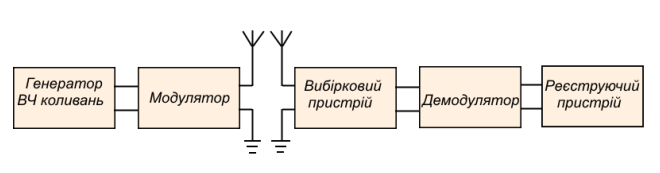 Генератор
ВЧ коливань
Модулятор
Вибірковий
пристрій
Демодулятор
Реєструючий
пристрій